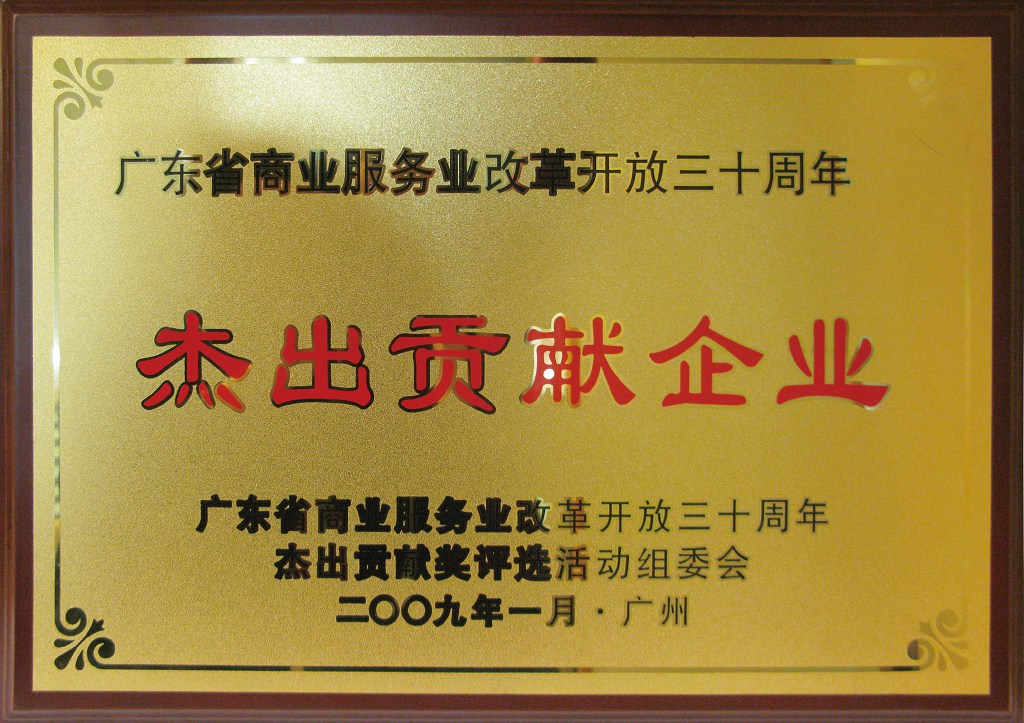 广东省商业服务业改革开放三十周年
杰出贡献企业
广东省商业服务业改革开放三十周年
杰出贡献奖评选活动组委会
二〇〇九年一月·广州